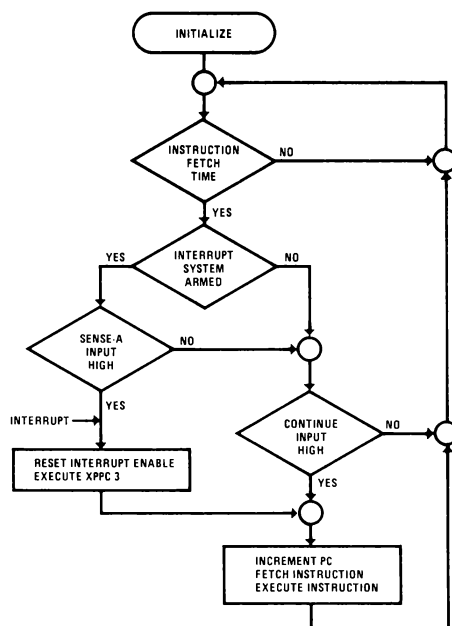 INITIALIZE
INSTRUCTION
FETCH
TIME
NO
YES
YES
INTERRUPT
SYSTEM
ARMED
NO
SENSE-A
INPUT
HIGH
NO
YES
INTERRUPT
CONTINUE
INPUT
HIGH
NO
RESET INTERRUPT ENABLE
EXECUTE XPPC 3
YES
INCREMENT PC
FETCH INSTRUCTION
EXECUTE INSTRUCTION